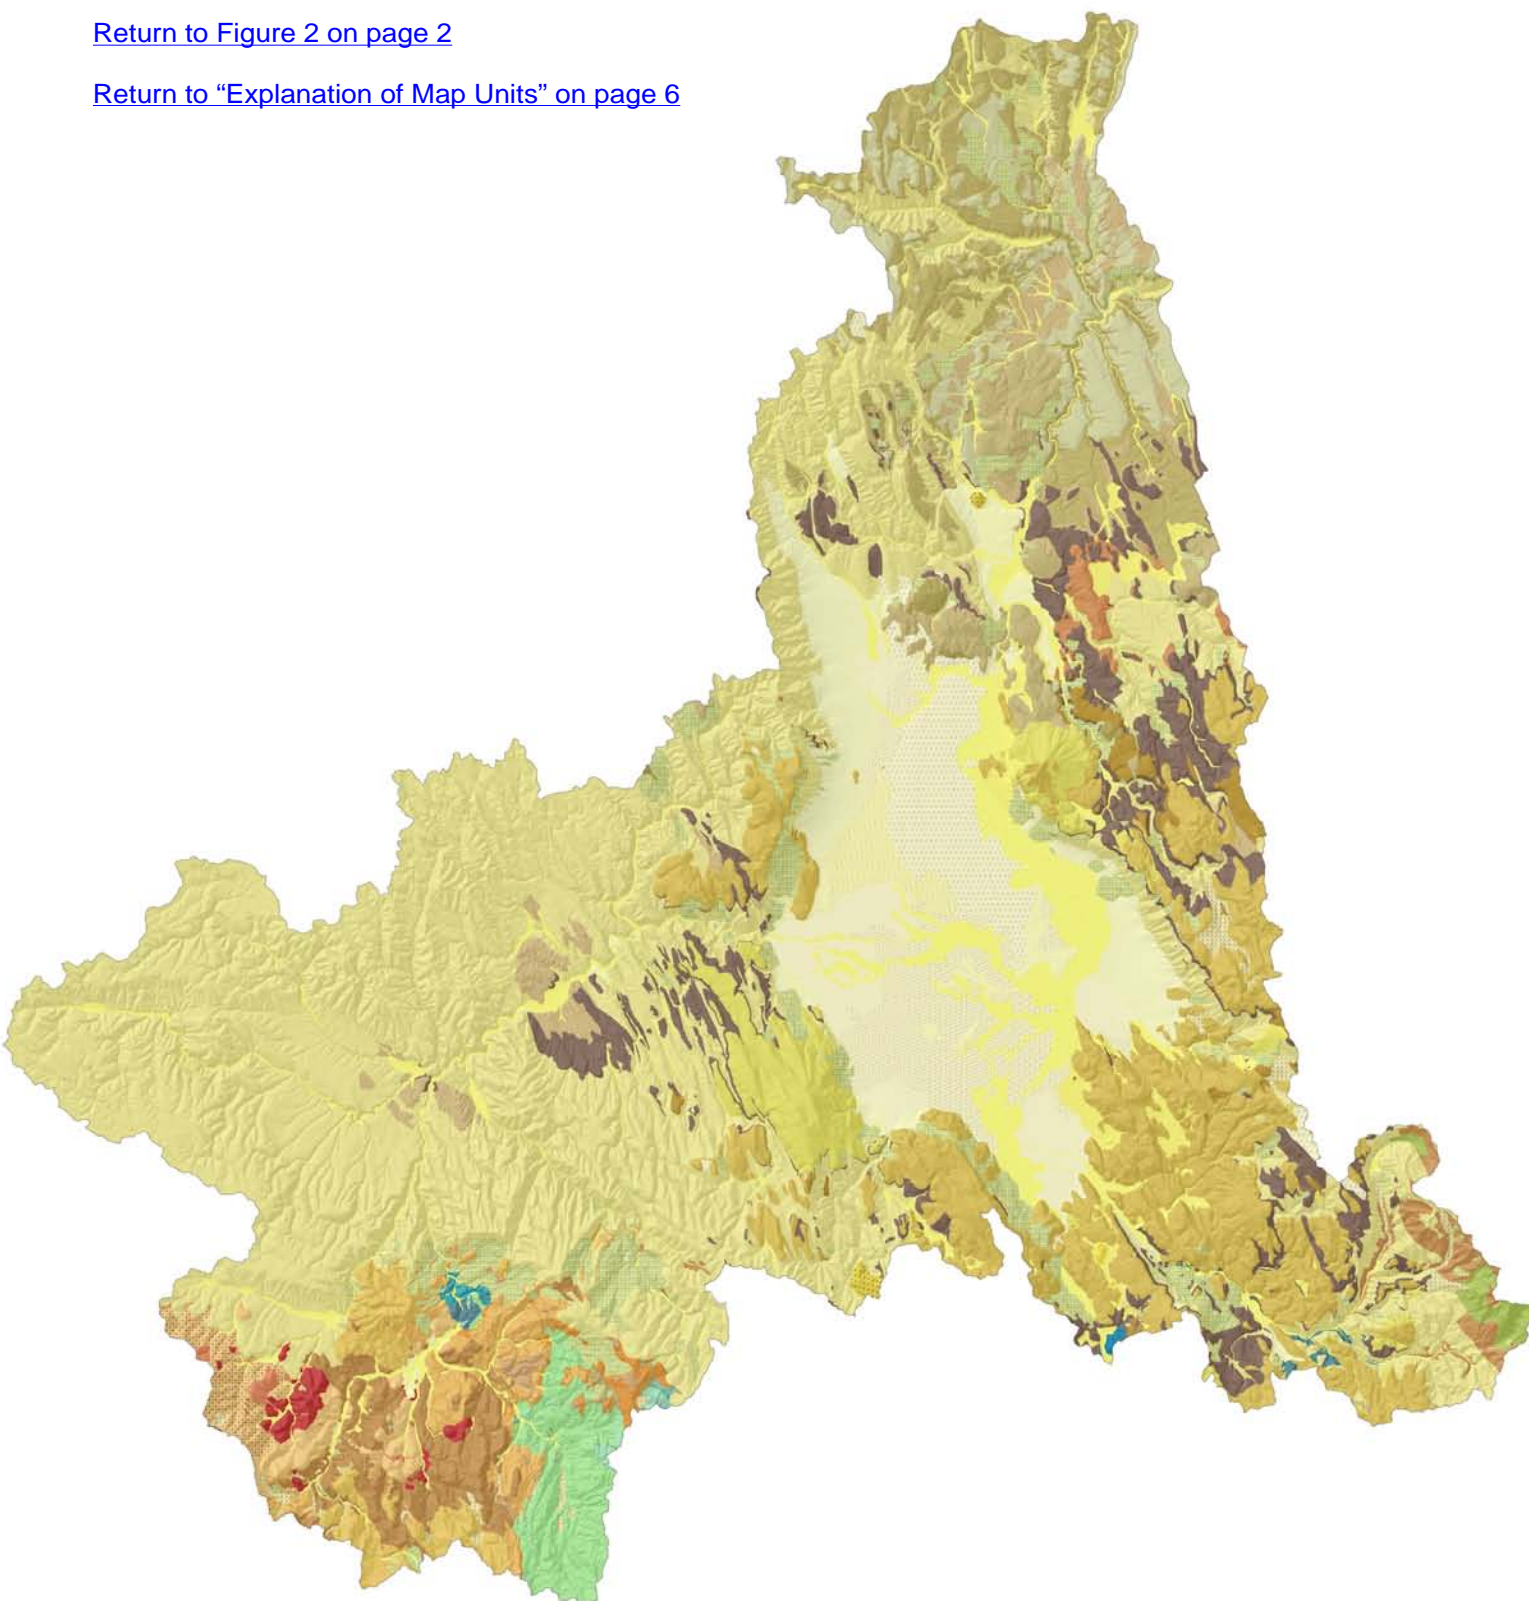 Return to Figure 2 on page 2
Return to “Explanation of Map Units” on page 6